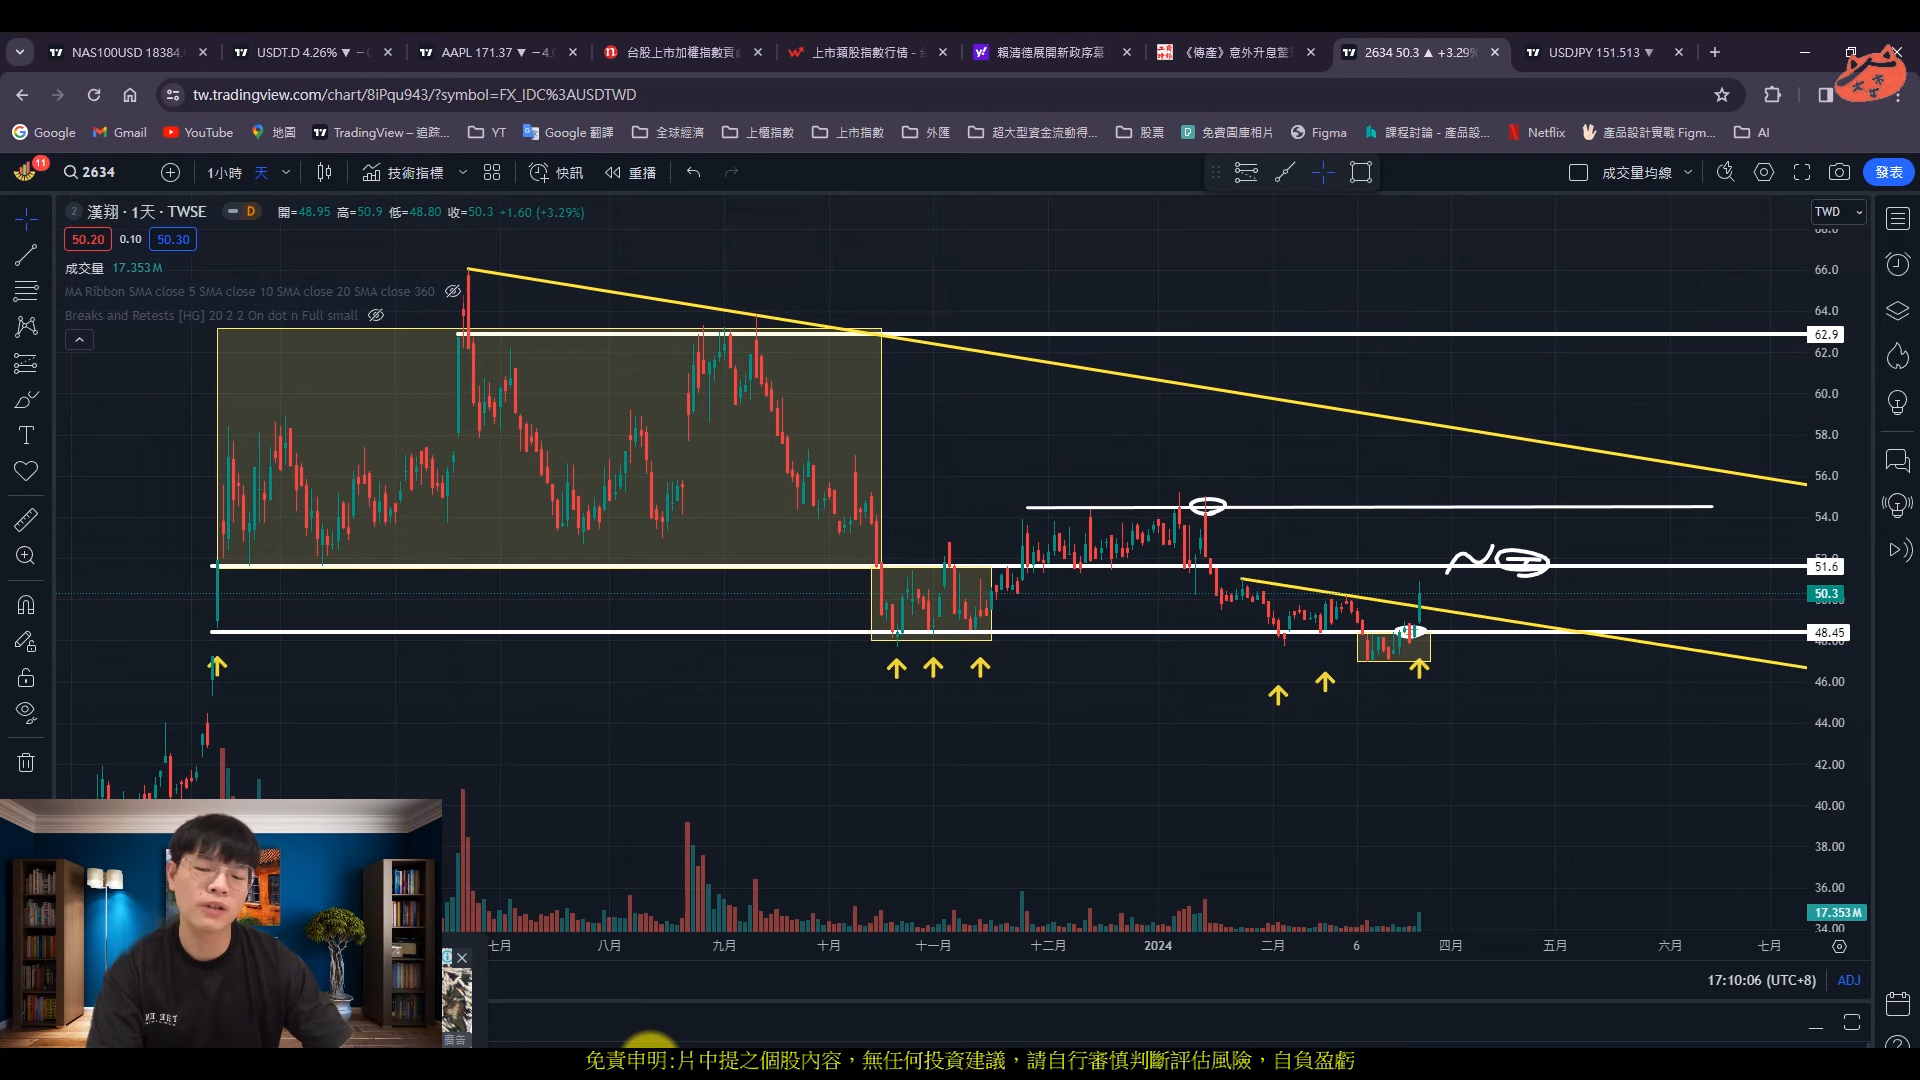 NAS100USD 18384.
USDT.D 4.26% ▼ −
AAPL 171.37 ▼ −4.
台股上市加權指數貢
上市類股指數行情 -
賴清德展開新政序幕
《傳產》意外升息驚
2634 50.3 ▲ +3.29%
USDJPY 151.513 ▼
tw.tradingview.com/chart/8iPqu943/?symbol=FX_IDC%3AUSDTWD
Google
Gmail
YouTube
地圖
TradingView – 追踪...
YT
Google 翻譯
全球經濟
上櫃指數
上市指數
外匯
超大型資金流動得...
股票
免費圖庫相片
Figma
課程討論 - 產品設...
Netflix
產品設計實戰 Figm...
AI
11
2634
1小時
天
技術指標
快訊
重播
成交量均線
發表
2
漢翔 · 1天 · TWSE
D
開=48.95 高=50.9 低=48.80 收=50.3 +1.60 (+3.29%)
TWD
50.20 0.10 50.30
成交量 17.353M
MA Ribbon SMA close 5 SMA close 10 SMA close 20 SMA close 360
Breaks and Retests [HG] 20 2 2 On dot n Full small
68.0
66.0
64.0
62.9
62.0
60.0
58.0
56.0
54.0
52.0
51.6
50.3
48.45
46.00
44.00
42.00
40.00
38.00
36.00
17.353M
34.00
七月 八月 九月 十月 十一月 十二月 2024 二月 6 四月 五月 六月 七月
17:10:06 (UTC+8)
ADJ
廣告
免責申明:片中提之個股內容，無任何投資建議，請自行審慎判斷評估風險，自負盈虧